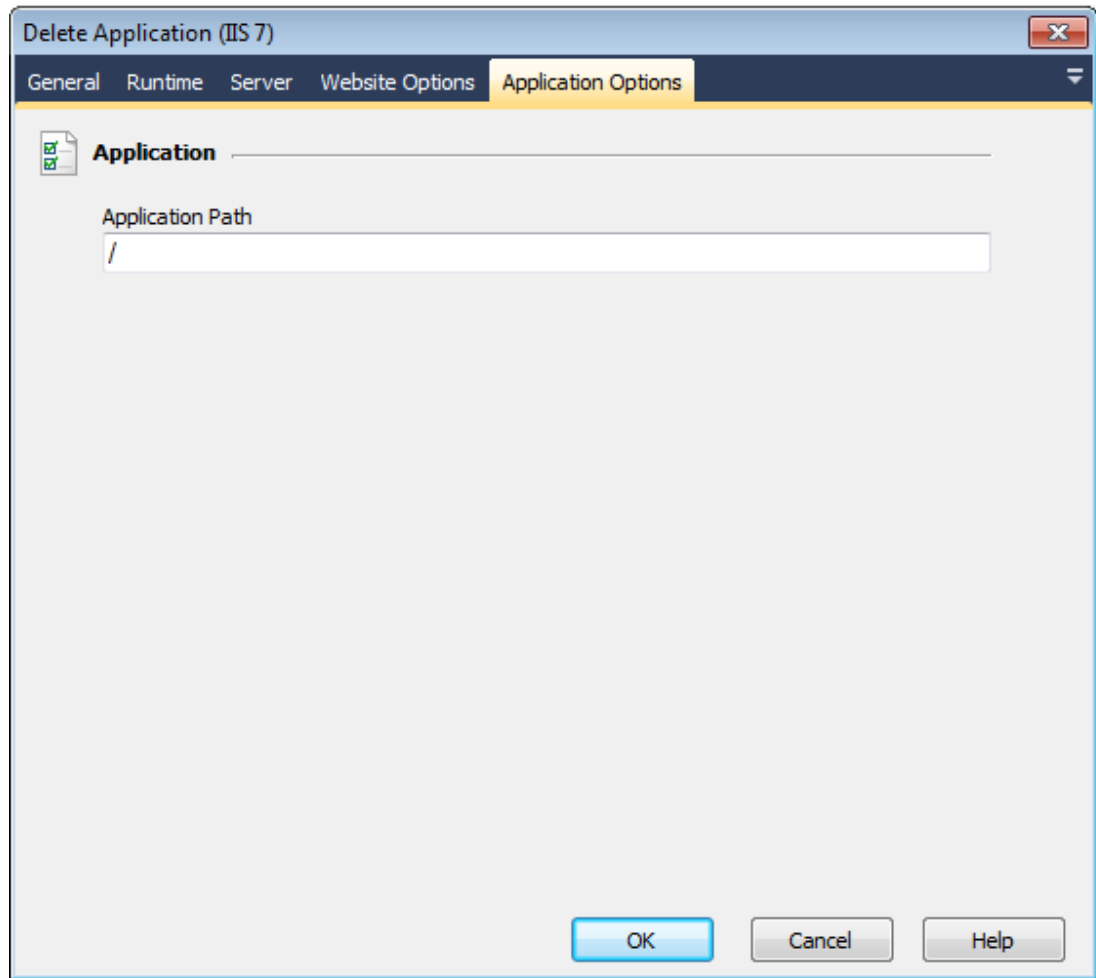 Delete Application (IIS 7)
General Runtime Server Website Options Application Options
Application
Application Path
/
OK Cancel Help